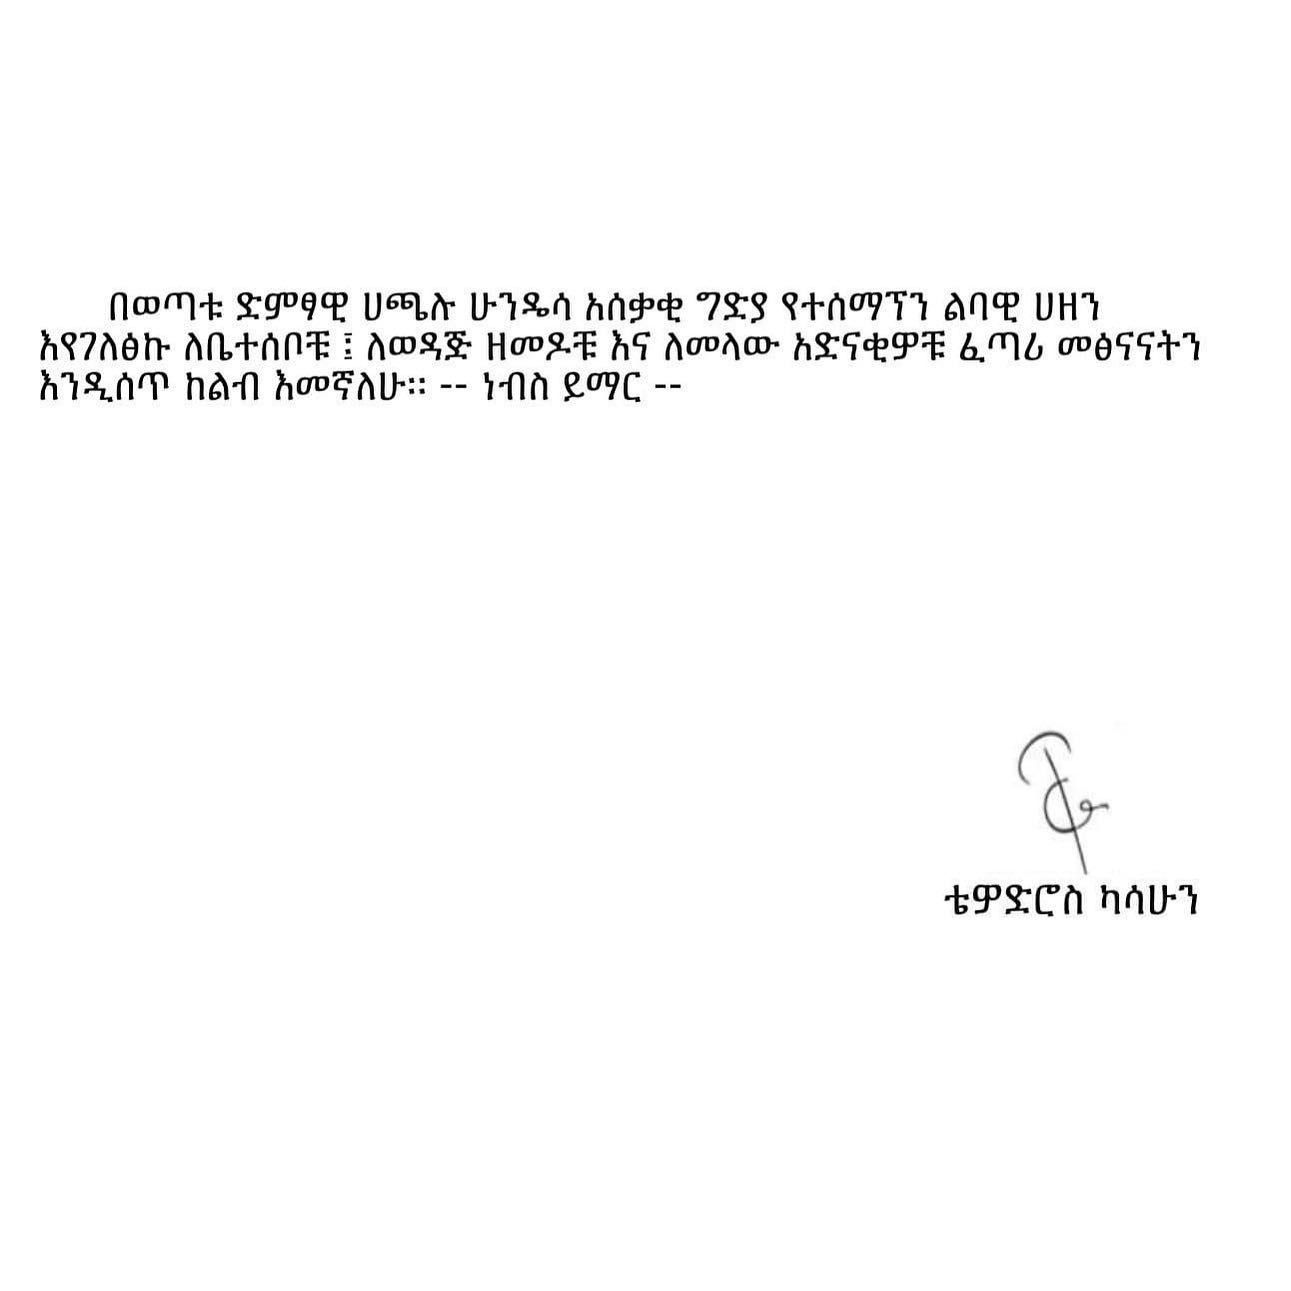 በወጣቱ ድምፃዊ ሀጫሉ ሁንዴሳ አሰቃቂ ግድያ የተሰማኘን ልባዊ ሀዘን
እየገለፅኩ ለቤተሰቦቹ ፤ ለወዳጅ ዘመዶቹ እና ለመላው አድናቂዎቹ ፈጣሪ መፅናናትን
እንዲሰጥ ከልብ እመኛለሁ፡፡ -- ነብስ ይማር --
ቴዎድሮስ ካሳሁን